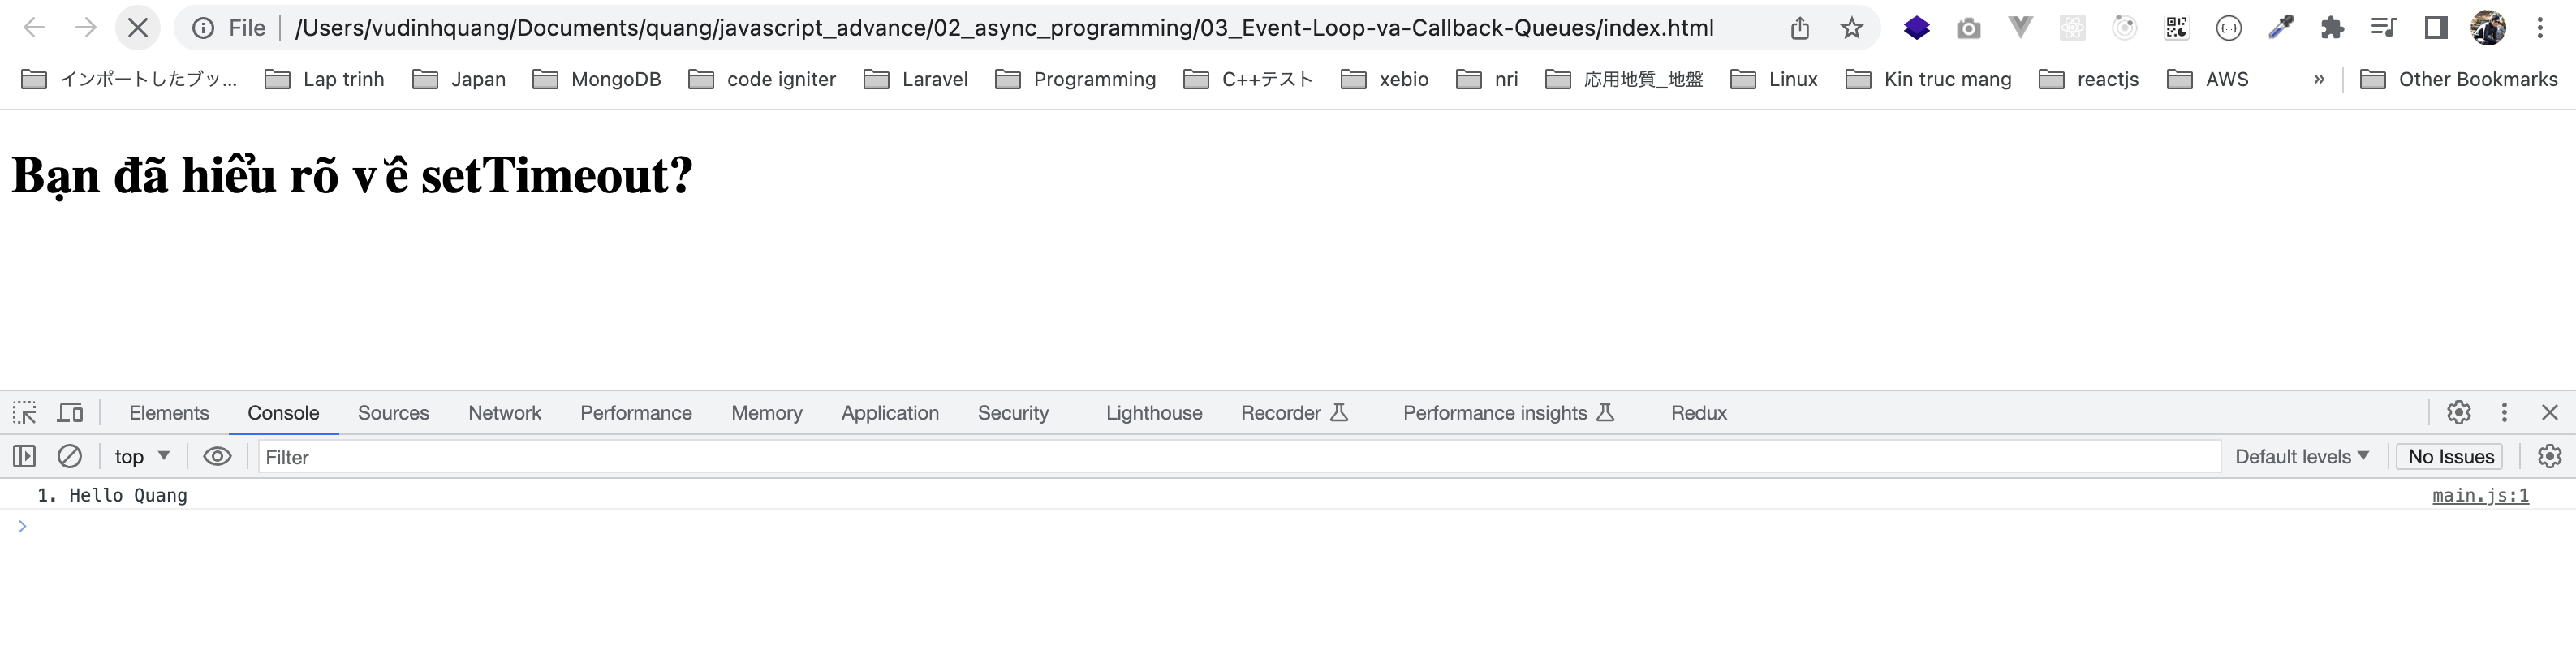 File /Users/vudinhquang/Documents/quang/javascript_advance/02_async_programming/03_Event-Loop-va-Callback-Queues/index.html
インポートしたブッ... Lap trinh Japan MongoDB code igniter Laravel Programming C++テスト xebio nri 応用地質_地盤 Linux Kin truc mang reactjs AWS » Other Bookmarks
Bạn đã hiểu rõ về setTimeout?
Elements Console Sources Network Performance Memory Application Security Lighthouse Recorder Performance insights Redux
top Filter Default levels No Issues
1. Hello Quang main.js:1
>